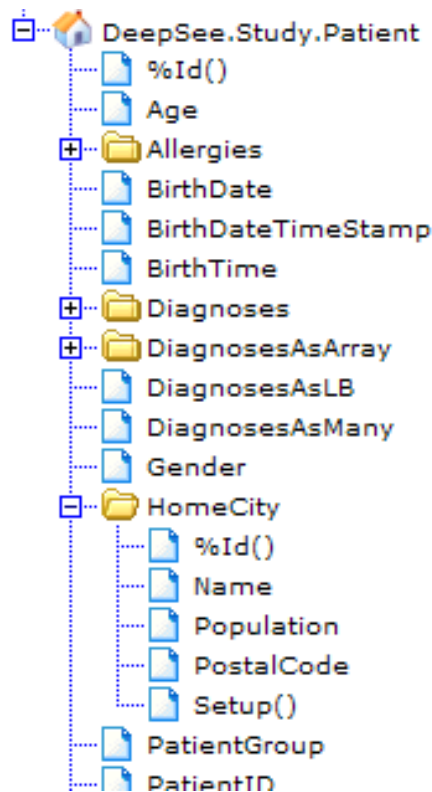 DeepSee.Study.Patient
%Id()
Age
Allergies
BirthDate
BirthDateTimeStamp
BirthTime
Diagnoses
DiagnosesAsArray
DiagnosesAsLB
DiagnosesAsMany
Gender
HomeCity
%Id()
Name
Population
PostalCode
Setup()
PatientGroup
PatientID